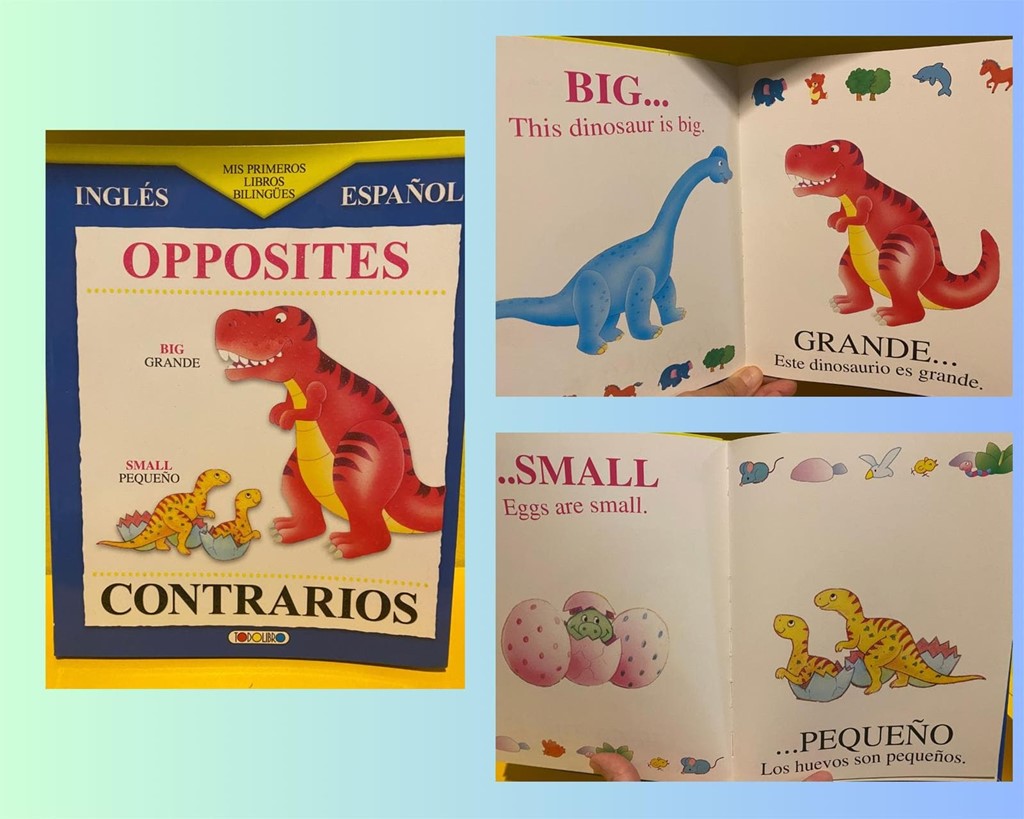 INGLÉS
MIS PRIMEROS
LIBROS
BILINGÜES
ESPAÑOL
OPPOSITES
BIG
GRANDE
SMALL
PEQUEÑO
CONTRARIOS
TODOLIBRO
BIG...
This dinosaur is big.
GRANDE...
Este dinosaurio es grande.
..SMALL
Eggs are small.
...PEQUEÑO
Los huevos son pequeños.